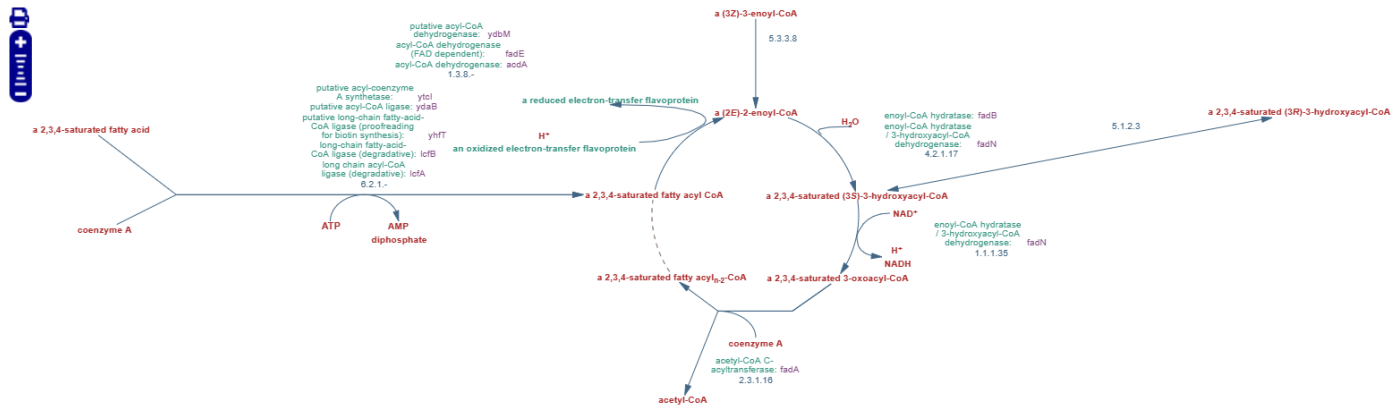 a (3Z)-3-enoyl-CoA
5.3.3.8
putative acyl-CoA
dehydrogenase: ydbM
acyl-CoA dehydrogenase
(FAD dependent): fadE
acyl-CoA dehydrogenase: acdA
1.3.8.-
putative acyl-coenzyme
A synthetase: ytcI
putative acyl-CoA ligase: ydaB
putative long-chain fatty-acid-
CoA ligase (proofreading
for biotin synthesis): yhfT
long-chain fatty-acid-
CoA ligase (degradative): lcfB
long chain acyl-CoA
ligase (degradative): lcfA
6.2.1.-
a 2,3,4-saturated fatty acid
coenzyme A
ATP
AMP
diphosphate
a reduced electron-transfer flavoprotein
H+
an oxidized electron-transfer flavoprotein
a (2E)-2-enoyl-CoA
H2O
enoyl-CoA hydratase: fadB
enoyl-CoA hydratase
/ 3-hydroxyacyl-CoA
dehydrogenase: fadN
4.2.1.17
5.1.2.3
a 2,3,4-saturated (3R)-3-hydroxyacyl-CoA
a 2,3,4-saturated fatty acyl CoA
a 2,3,4-saturated (3S)-3-hydroxyacyl-CoA
NAD+
enoyl-CoA hydratase
/ 3-hydroxyacyl-CoA
dehydrogenase: fadN
1.1.1.35
H+
NADH
a 2,3,4-saturated fatty acyln-2-CoA
a 2,3,4-saturated 3-oxoacyl-CoA
coenzyme A
acetyl-CoA C-
acyltransferase: fadA
2.3.1.16
acetyl-CoA